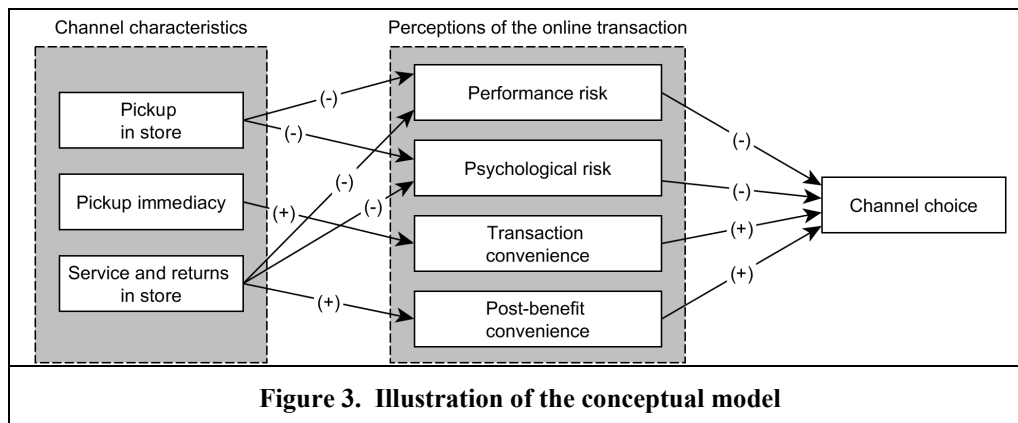 Channel characteristics
Perceptions of the online transaction
Pickup
in store
Pickup immediacy
Service and returns
in store
(-)
(-)
(-)
(-)
(+)
(+)
Performance risk
Psychological risk
Transaction
convenience
Post-benefit
convenience
(-)
(-)
(+)
(+)
Channel choice
Figure 3. Illustration of the conceptual model